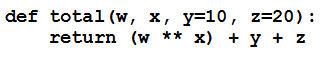 def total(w, x, y=10, z=20):
    return (w ** x) + y + z